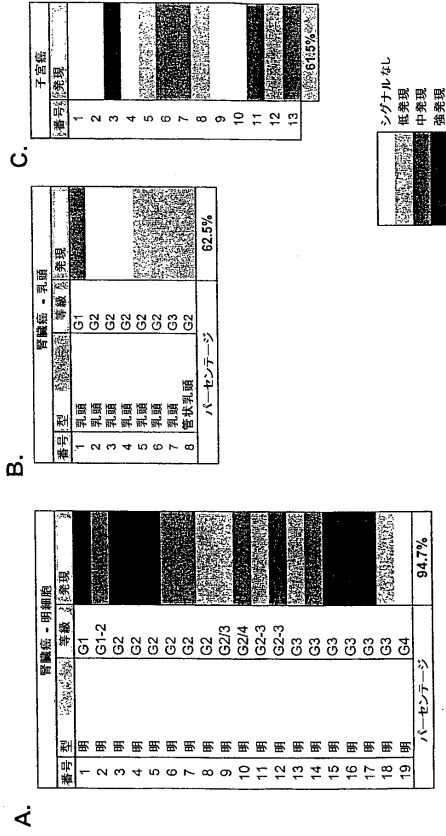 A.
腎臓癌 - 明細胞
番号 型 等級 発現
1 明 G1
2 明 G1-2
3 明 G2
4 明 G2
5 明 G2
6 明 G2
7 明 G2
8 明 G2
9 明 G2/3
10 明 G2/4
11 明 G2-3
12 明 G2-3
13 明 G3
14 明 G3
15 明 G3
16 明 G3
17 明 G3
18 明 G3
19 明 G4
パーセンテージ 94.7%
B.
腎臓癌 - 乳頭
番号 型 等級 発現
1 乳頭 G1
2 乳頭 G2
3 乳頭 G2
4 乳頭 G2
5 乳頭 G2
6 乳頭 G2
7 乳頭 G3
8 管状乳頭 G2
パーセンテージ 62.5%
C.
子宮癌
番号 発現
1
2
3
4
5
6
7
8
9
10
11
12
13
61.5%
シグナルなし
低発現
中発現
強発現